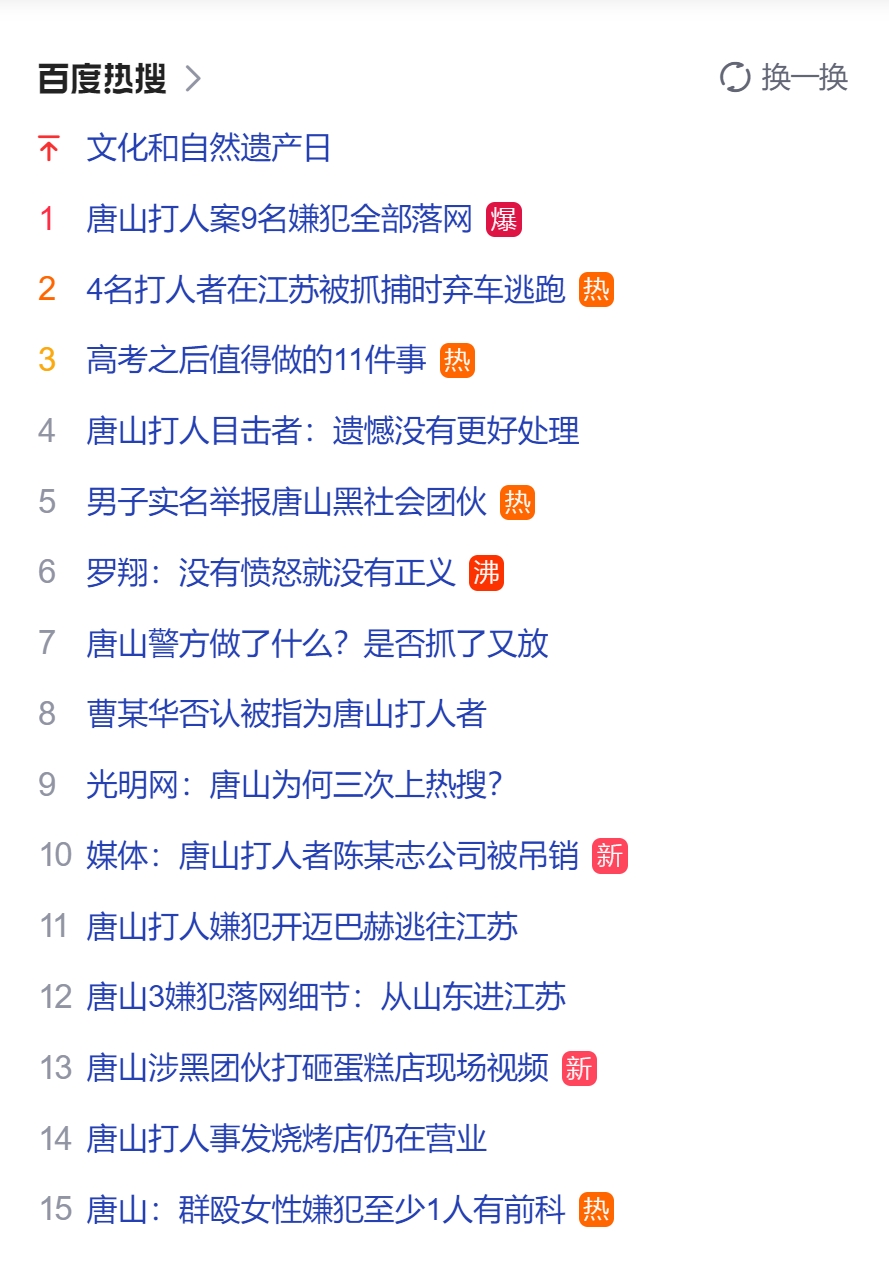 百度热搜 换一换
文化和自然遗产日
1 唐山打人案9名嫌犯全部落网 爆
2 4名打人者在江苏被抓捕时弃车逃跑 热
3 高考之后值得做的11件事 热
4 唐山打人目击者：遗憾没有更好处理
5 男子实名举报唐山黑社会团伙 热
6 罗翔：没有愤怒就没有正义 沸
7 唐山警方做了什么？是否抓了又放
8 曹某华否认被指为唐山打人者
9 光明网：唐山为何三次上热搜？
10 媒体：唐山打人者陈某志公司被吊销 新
11 唐山打人嫌犯开迈巴赫逃往江苏
12 唐山3嫌犯落网细节：从山东进江苏
13 唐山涉黑团伙打砸蛋糕店现场视频 新
14 唐山打人事发烧烤店仍在营业
15 唐山：群殴女性嫌犯至少1人有前科 热